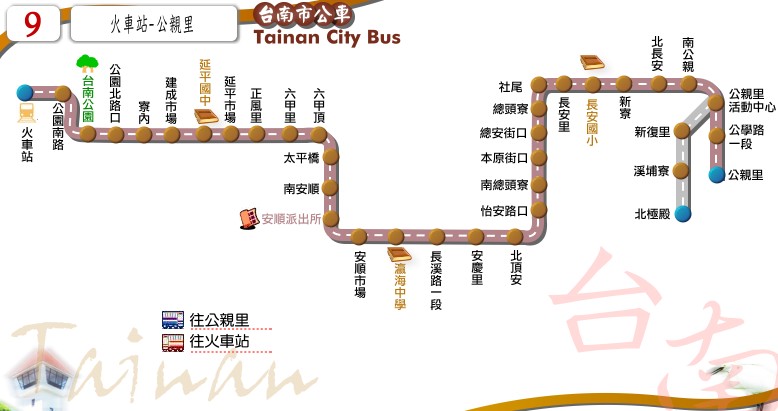 9
火車站-公親里
台南市公車
Tainan City Bus
火車站
公園南路
台南公園
公園北路口
寮內
建成市場
延平國中
延平市場
正風里
六甲里
六甲頂
太平橋
南安順
安順派出所
安順市場
瀛海中學
長溪路一段
安慶里
北頂安
怡安路口
南總頭寮
本原街口
總安街口
總頭寮
社尾
長安里
長安國小
新寮
北長安
南公親
公親里
活動中心
公學路
一段
公親里
新復里
溪埔寮
北極殿
往公親里
往火車站
Tainan
台南